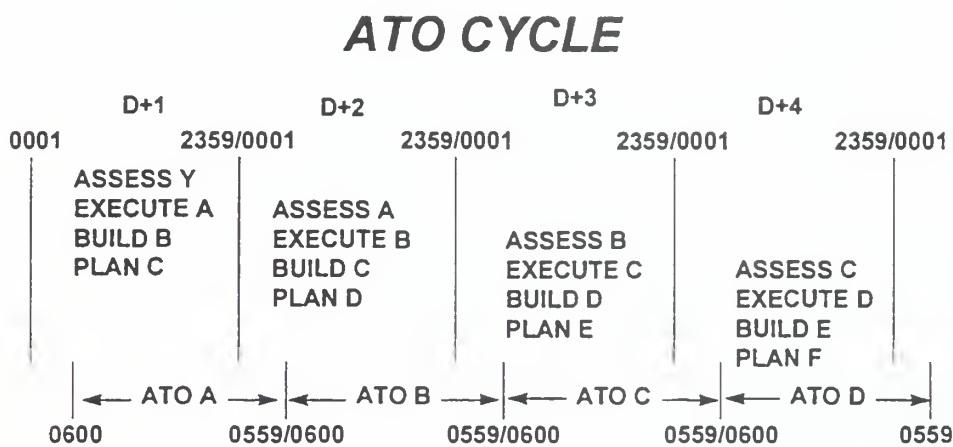 ATO CYCLE
D+1 D+2 D+3 D+4
0001 2359/0001 2359/0001 2359/0001 2359/0001
ASSESS Y
EXECUTE A
BUILD B
PLAN C
ASSESS A
EXECUTE B
BUILD C
PLAN D
ASSESS B
EXECUTE C
BUILD D
PLAN E
ASSESS C
EXECUTE D
BUILD E
PLAN F
ATO A ATO B ATO C ATO D
0600 0559/0600 0559/0600 0559/0600 0559